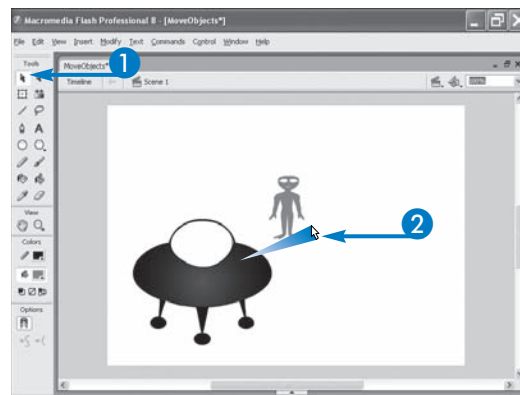 Macromedia Flash Professional 8 - [MoveObjects*]
File Edit View Insert Modify Text Commands Control Window Help
Tools
MoveObjects*
Timeline
Scene 1
100%
View
Colors
Options
1
2